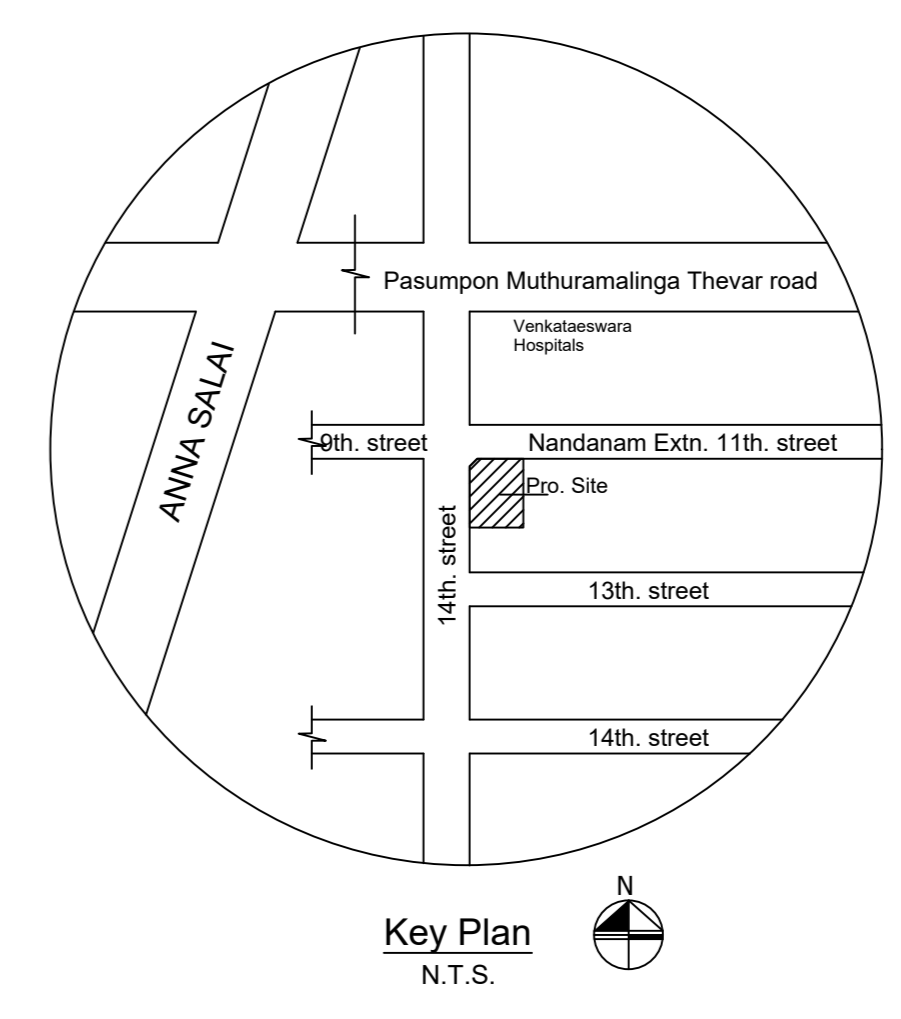 Pasumpon Muthuramalinga Thevar road
Venkataeswara
Hospitals
ANNA SALAI
9th. street
Nandanam Extn. 11th. street
Pro. Site
14th. street
13th. street
14th. street
N
Key Plan
N.T.S.